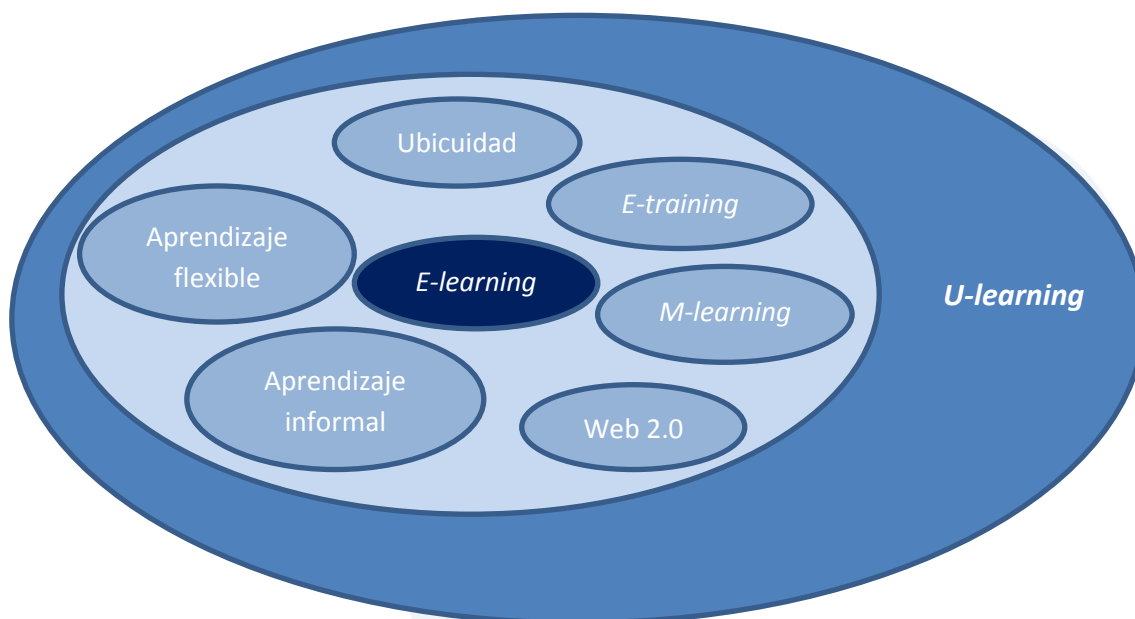 Ubicuidad
E-training
Aprendizaje
flexible
E-learning
M-learning
U-learning
Aprendizaje
informal
Web 2.0